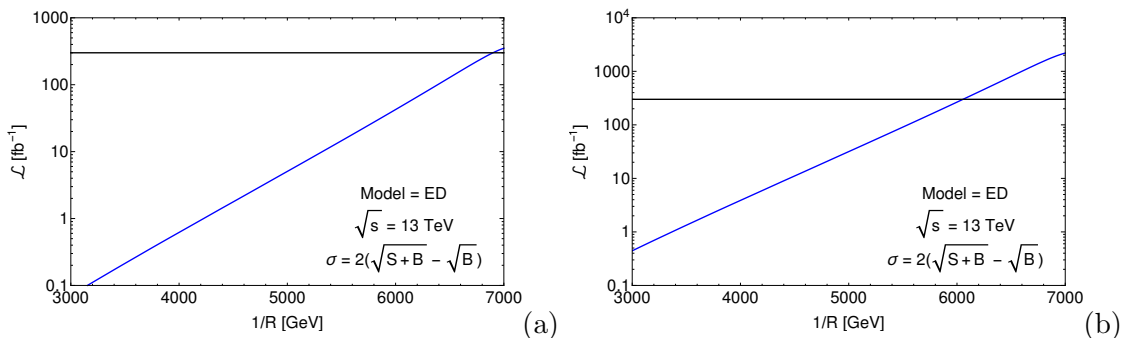 1000
100
10
1
0.1
ℒ [fb⁻¹]
3000 4000 5000 6000 7000
1/R [GeV]
Model = ED
√s = 13 TeV
σ = 2(√S+B − √B)
(a)
10⁴
1000
100
10
1
0.1
ℒ [fb⁻¹]
3000 4000 5000 6000 7000
1/R [GeV]
Model = ED
√s = 13 TeV
σ = 2(√S+B − √B)
(b)